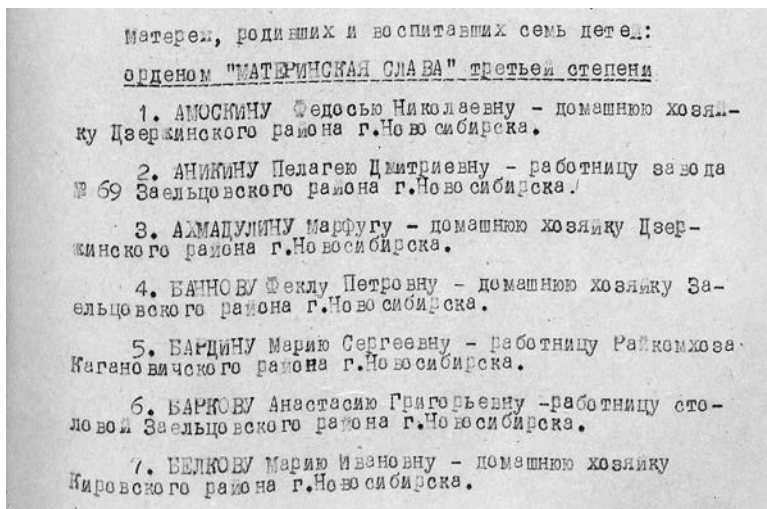 матерей, родивших и воспитавших семь детей:
орденом "МАТЕРИНСКАЯ СЛАВА" третьей степени
1. АМОСКИНУ Федосью Николаевну - домашнюю хозяй-
ку Дзержинского района г.Новосибирска.
2. АНИКИНУ Пелагею Дмитриевну - работницу завода
№ 69 Заельцовского района г.Новосибирска.
3. АХМАДУЛИНУ Марфугу - домашнюю хозяйку Дзер-
жинского района г.Новосибирска.
4. БАЧНОВУ Феклу Петровну - домашнюю хозяйку За-
ельцовского района г.Новосибирска.
5. БАРДИНУ Марию Сергеевну - работницу Райкомхоза
Кагановичского района г.Новосибирска.
6. БАРКОВУ Анастасию Григорьевну -работницу сто-
ловой Заельцовского района г.Новосибирска.
7. БЕЛКОВУ Марию Ивановну - домашнюю хозяйку
Кировского района г.Новосибирска.